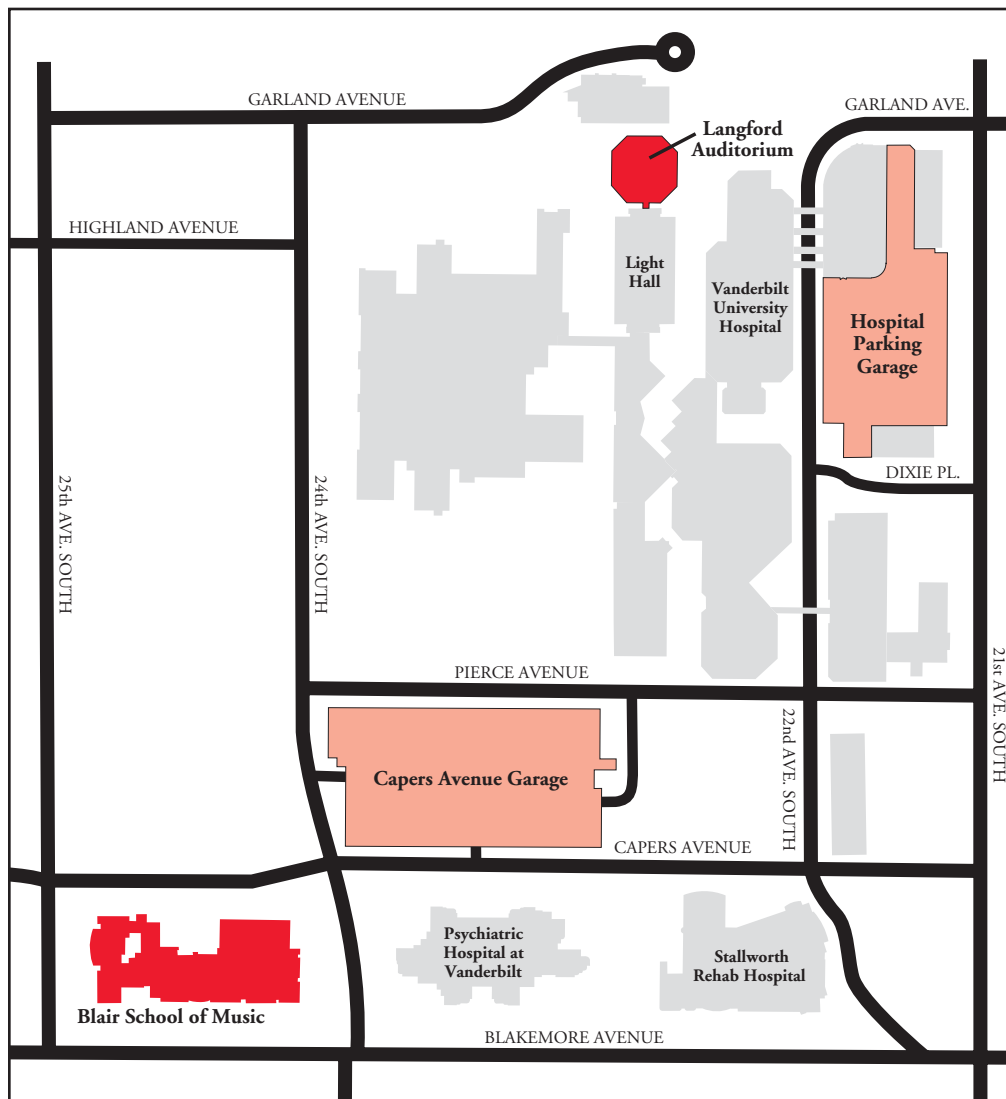 GARLAND AVENUE
GARLAND AVE.
Langford
Auditorium
HIGHLAND AVENUE
Light
Hall
Vanderbilt
University
Hospital
Hospital
Parking
Garage
DIXIE PL.
25th AVE. SOUTH
24th AVE. SOUTH
21st AVE. SOUTH
PIERCE AVENUE
22nd AVE. SOUTH
Capers Avenue Garage
CAPERS AVENUE
Psychiatric
Hospital at
Vanderbilt
Stallworth
Rehab Hospital
Blair School of Music
BLAKEMORE AVENUE